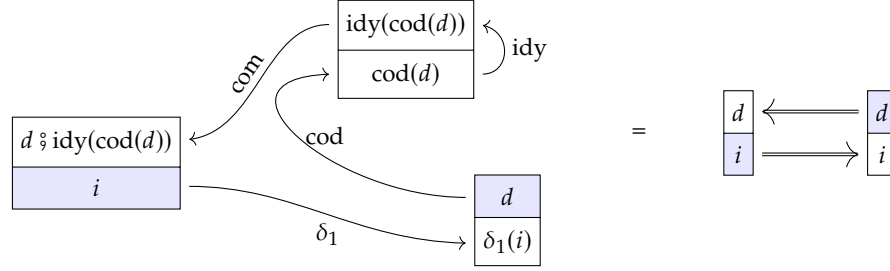 idy(cod(d))
idy
cod(d)
com
cod
d ⨟ idy(cod(d))
i
δ₁
d
δ₁(i)
=
d d
i i